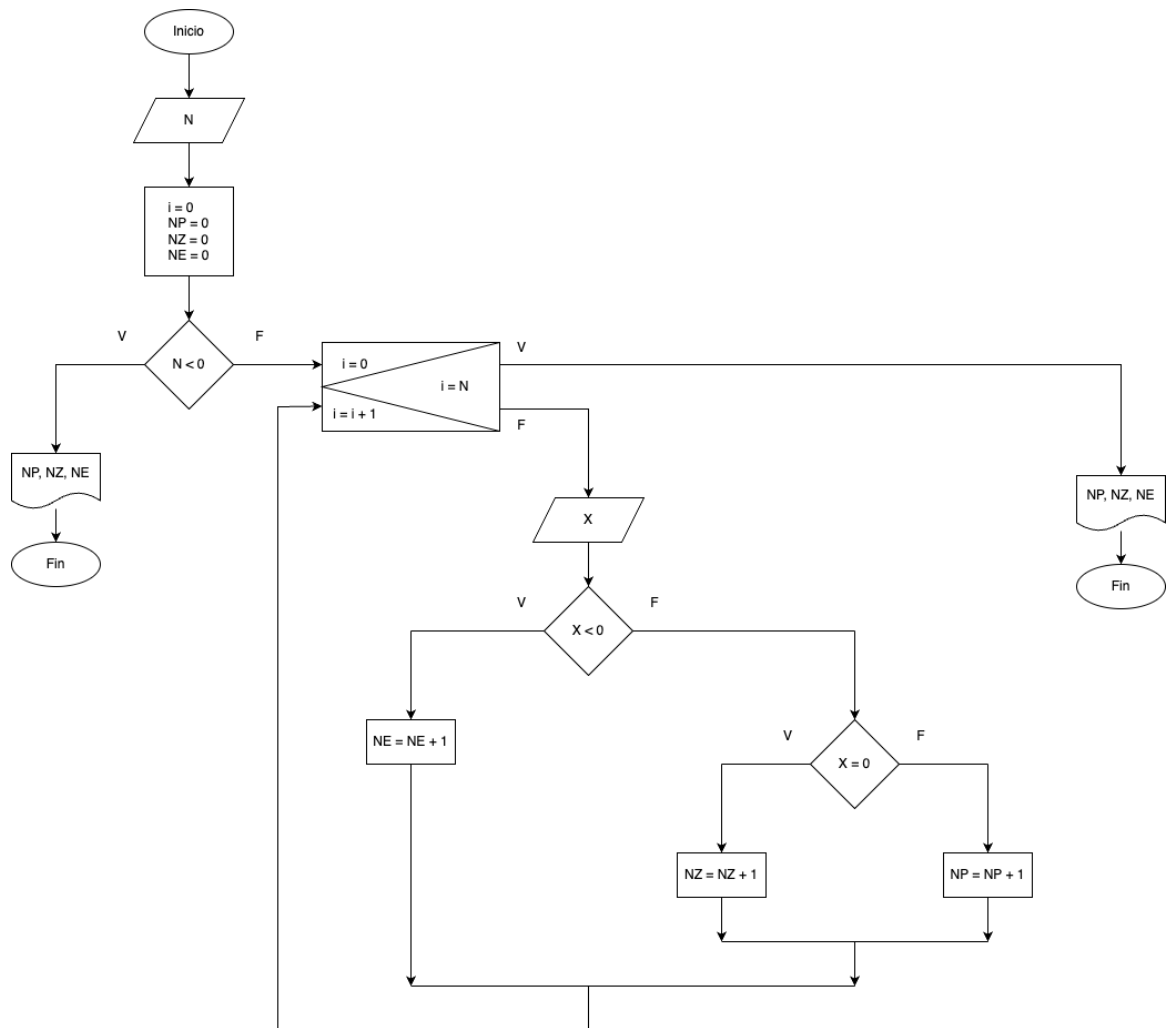 Inicio
N
i = 0
NP = 0
NZ = 0
NE = 0
V
F
N < 0
i = 0
i = N
i = i + 1
V
F
NP, NZ, NE
Fin
X
NP, NZ, NE
Fin
V
F
X < 0
NE = NE + 1
V
F
X = 0
NZ = NZ + 1
NP = NP + 1